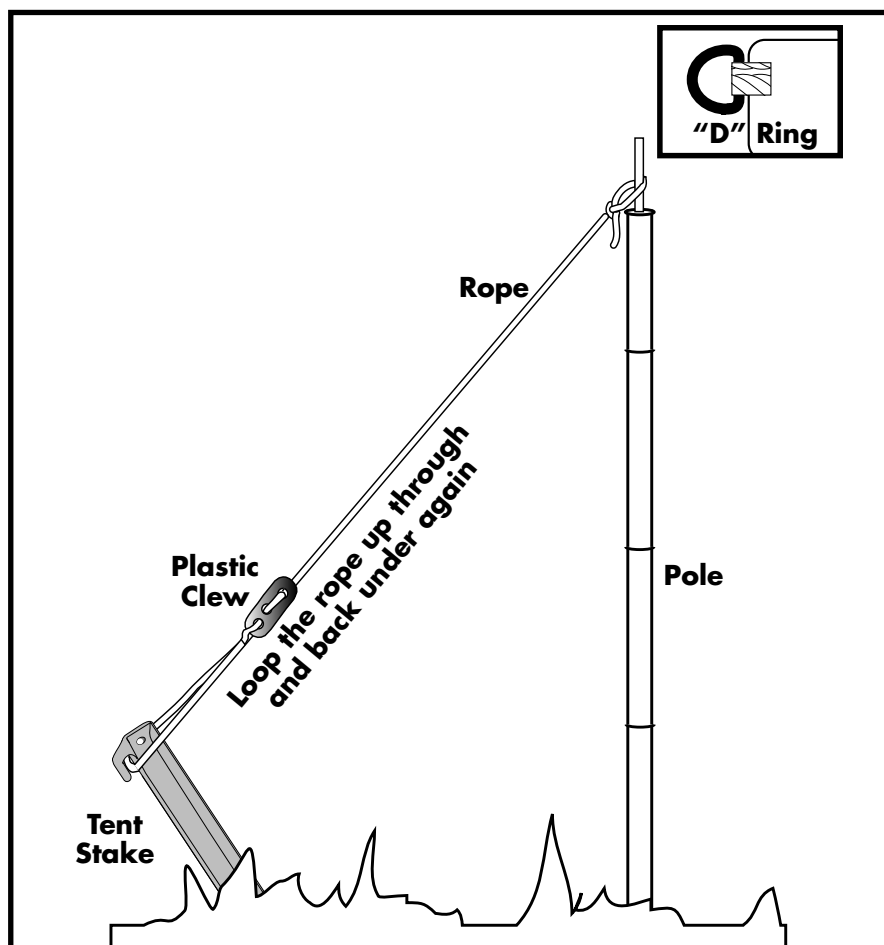 “D” Ring
Rope
Loop the rope up through
and back under again
Plastic
Clew
Pole
Tent
Stake